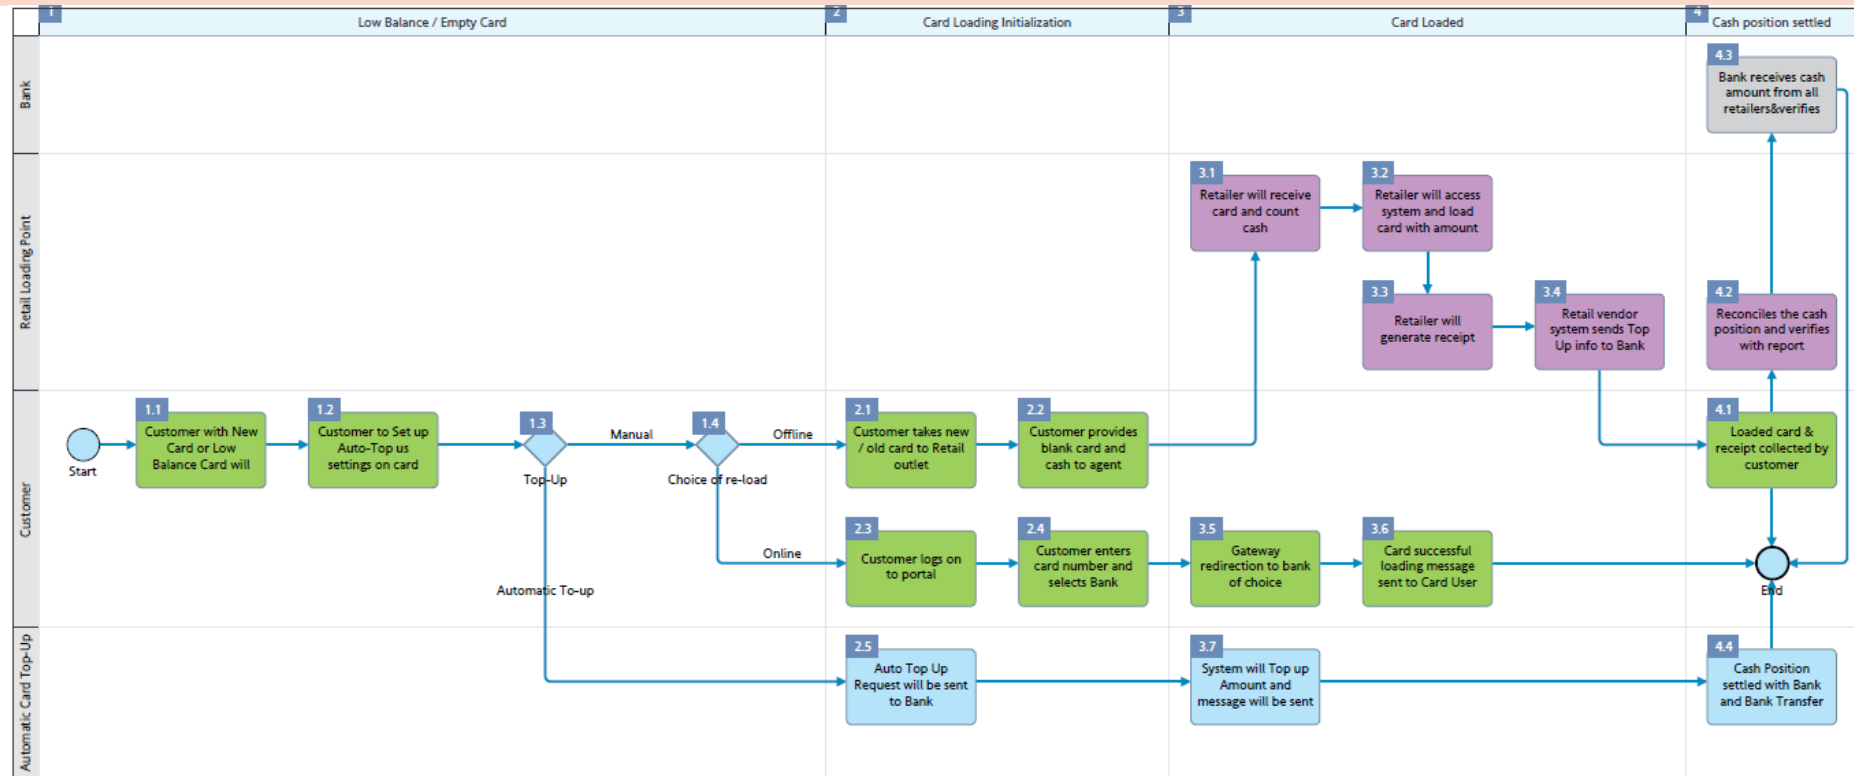 1
Low Balance / Empty Card
2
Card Loading Initialization
3
Card Loaded
4
Cash position settled
Bank
4.3
Bank receives cash
amount from all
retailers&verifies
Retail Loading Point
3.1
Retailer will receive
card and count
cash
3.2
Retailer will access
system and load
card with amount
3.3
Retailer will
generate receipt
3.4
Retail vendor
system sends Top
Up info to Bank
4.2
Reconciles the cash
position and verifies
with report
Customer
Start
1.1
Customer with New
Card or Low
Balance Card will
1.2
Customer to Set up
Auto-Top us
settings on card
1.3
Top-Up
Manual
1.4
Choice of re-load
Offline
2.1
Customer takes new
/ old card to Retail
outlet
2.2
Customer provides
blank card and
cash to agent
4.1
Loaded card &
receipt collected by
customer
Online
2.3
Customer logs on
to portal
2.4
Customer enters
card number and
selects Bank
3.5
Gateway
redirection to bank
of choice
3.6
Card successful
loading message
sent to Card User
End
Automatic To-up
Automatic Card Top-Up
2.5
Auto Top Up
Request will be sent
to Bank
3.7
System will Top up
Amount and
message will be sent
4.4
Cash Position
settled with Bank
and Bank Transfer